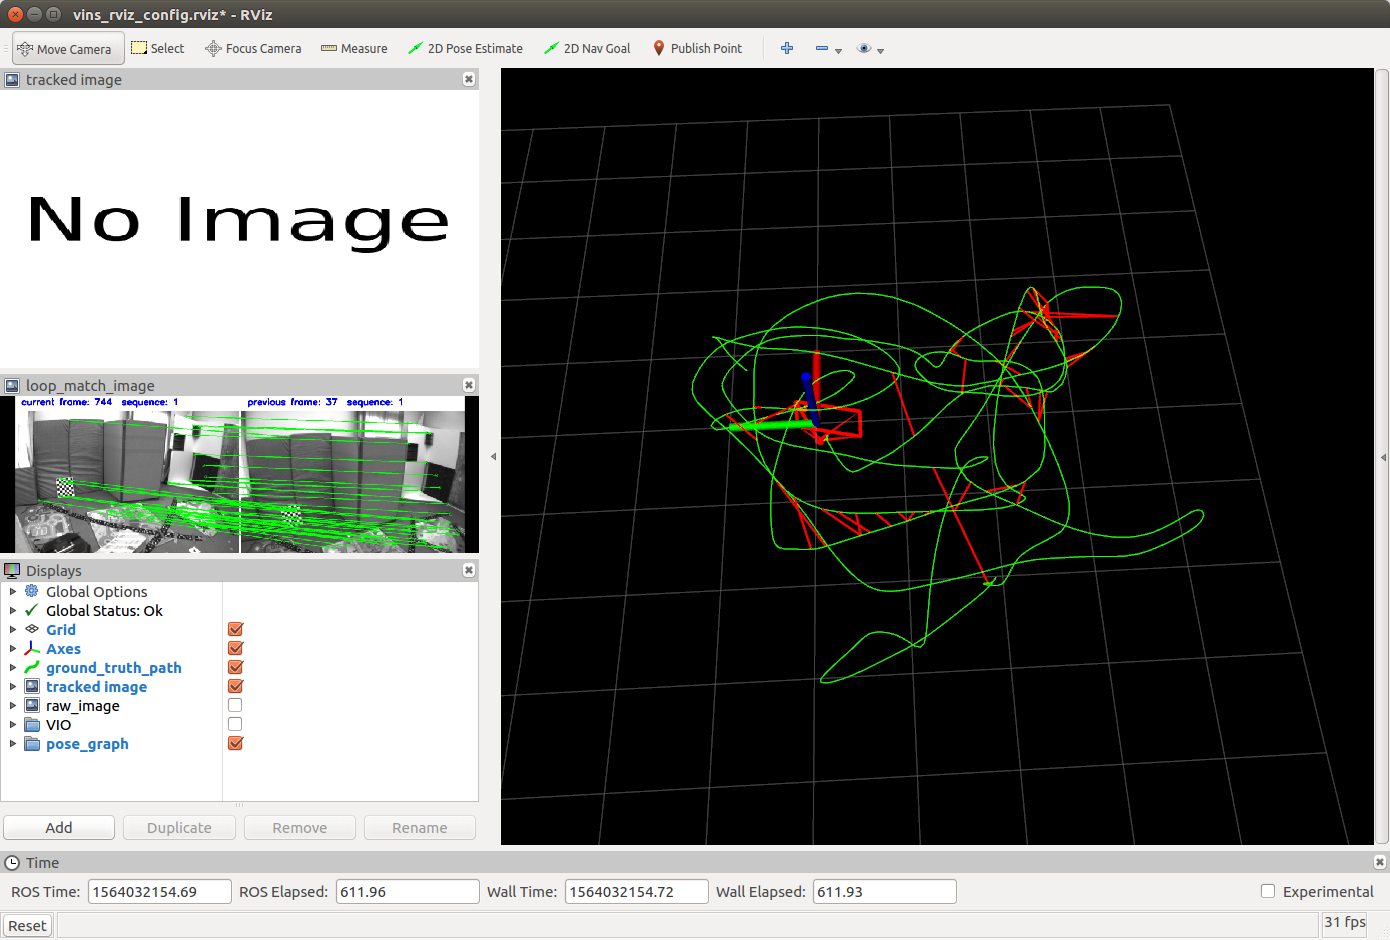 vins_rviz_config.rviz* - RViz
Move Camera Select Focus Camera Measure 2D Pose Estimate 2D Nav Goal Publish Point
tracked image
No Image
loop_match_image
current frame: 744 sequence: 1 previous frame: 37 sequence: 1
Displays
Global Options
Global Status: Ok
Grid
Axes
ground_truth_path
tracked image
raw_image
VIO
pose_graph
Add Duplicate Remove Rename
Time
ROS Time: 1564032154.69 ROS Elapsed: 611.96 Wall Time: 1564032154.72 Wall Elapsed: 611.93 Experimental
Reset 31 fps